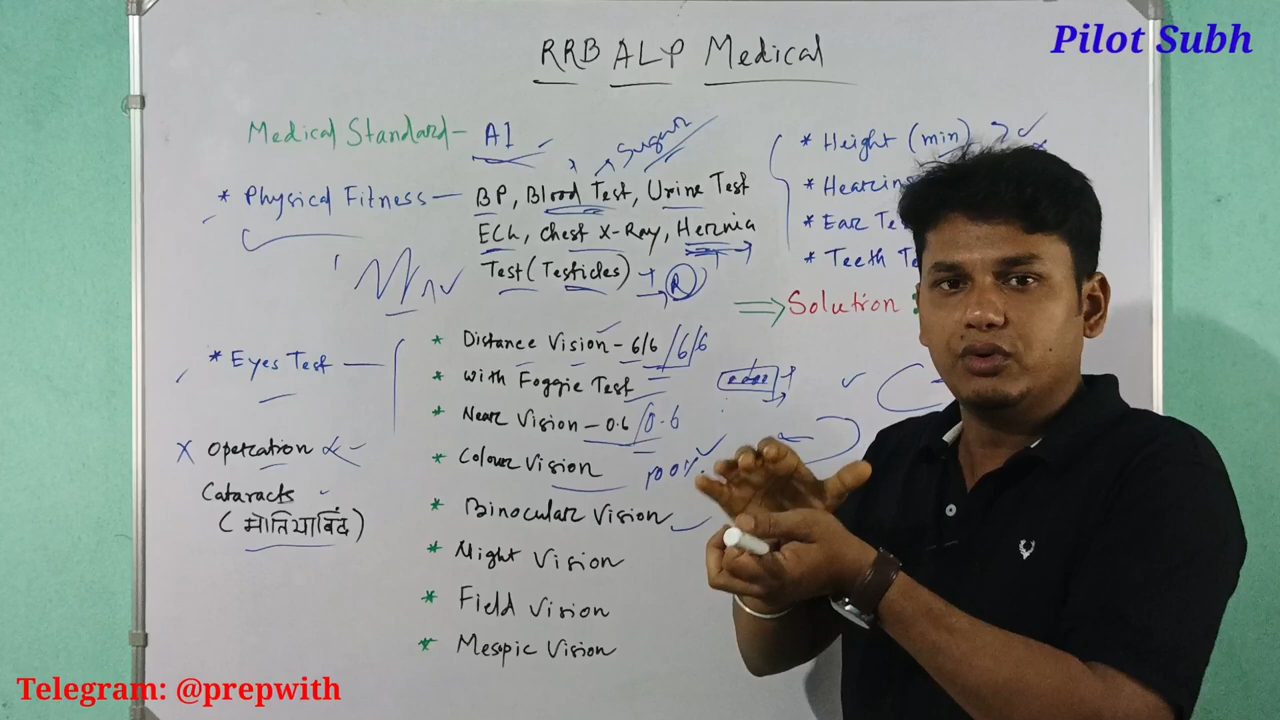 Pilot Subh
RRB ALP Medical
Medical Standard - A1
* Physical Fitness - BP, Blood Test, Urine Test
Sugar
ECG, Chest X-Ray, Hernia
Test (Testicles) +
R
* Height (min)
* Hearing
* Ear Te
* Teeth Te
⇒ Solution :
* Eyes Test
* Distance Vision - 6/6 / 6/6
* With Foggie Test
* Near Vision - 0.6 / 0.6
* Colour Vision 100%
* Binocular Vision
* Night Vision
* Field Vision
* Mesopic Vision
X Operation
Cataracts
(मोतियाबिंद)
Telegram: @prepwith